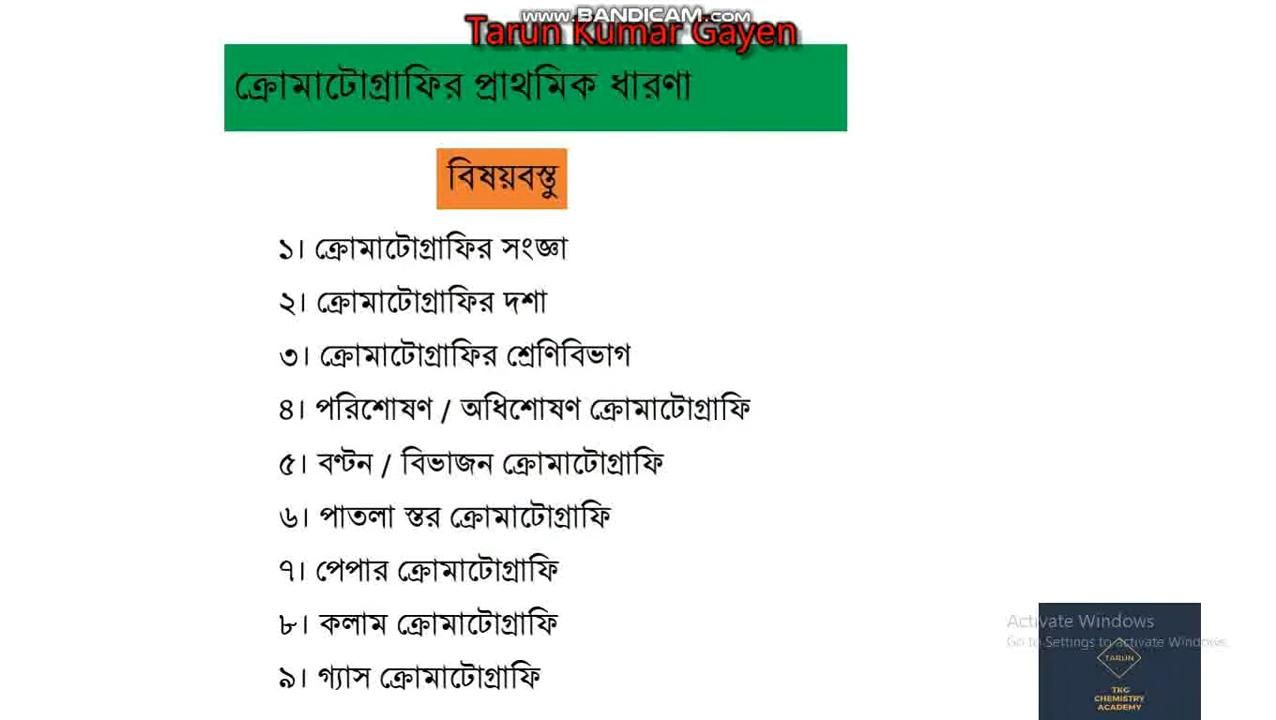 www.BANDICAM.com
Tarun Kumar Gayen
ক্রোমাটোগ্রাফির প্রাথমিক ধারণা
বিষয়বস্তু
১। ক্রোমাটোগ্রাফির সংজ্ঞা
২। ক্রোমাটোগ্রাফির দশা
৩। ক্রোমাটোগ্রাফির শ্রেণিবিভাগ
৪। পরিশোষণ / অধিশোষণ ক্রোমাটোগ্রাফি
৫। বণ্টন / বিভাজন ক্রোমাটোগ্রাফি
৬। পাতলা স্তর ক্রোমাটোগ্রাফি
৭। পেপার ক্রোমাটোগ্রাফি
৮। কলাম ক্রোমাটোগ্রাফি
৯। গ্যাস ক্রোমাটোগ্রাফি
Activate Windows
Go to Settings to activate Windows.
TARUN
TKG
CHEMISTRY
ACADEMY